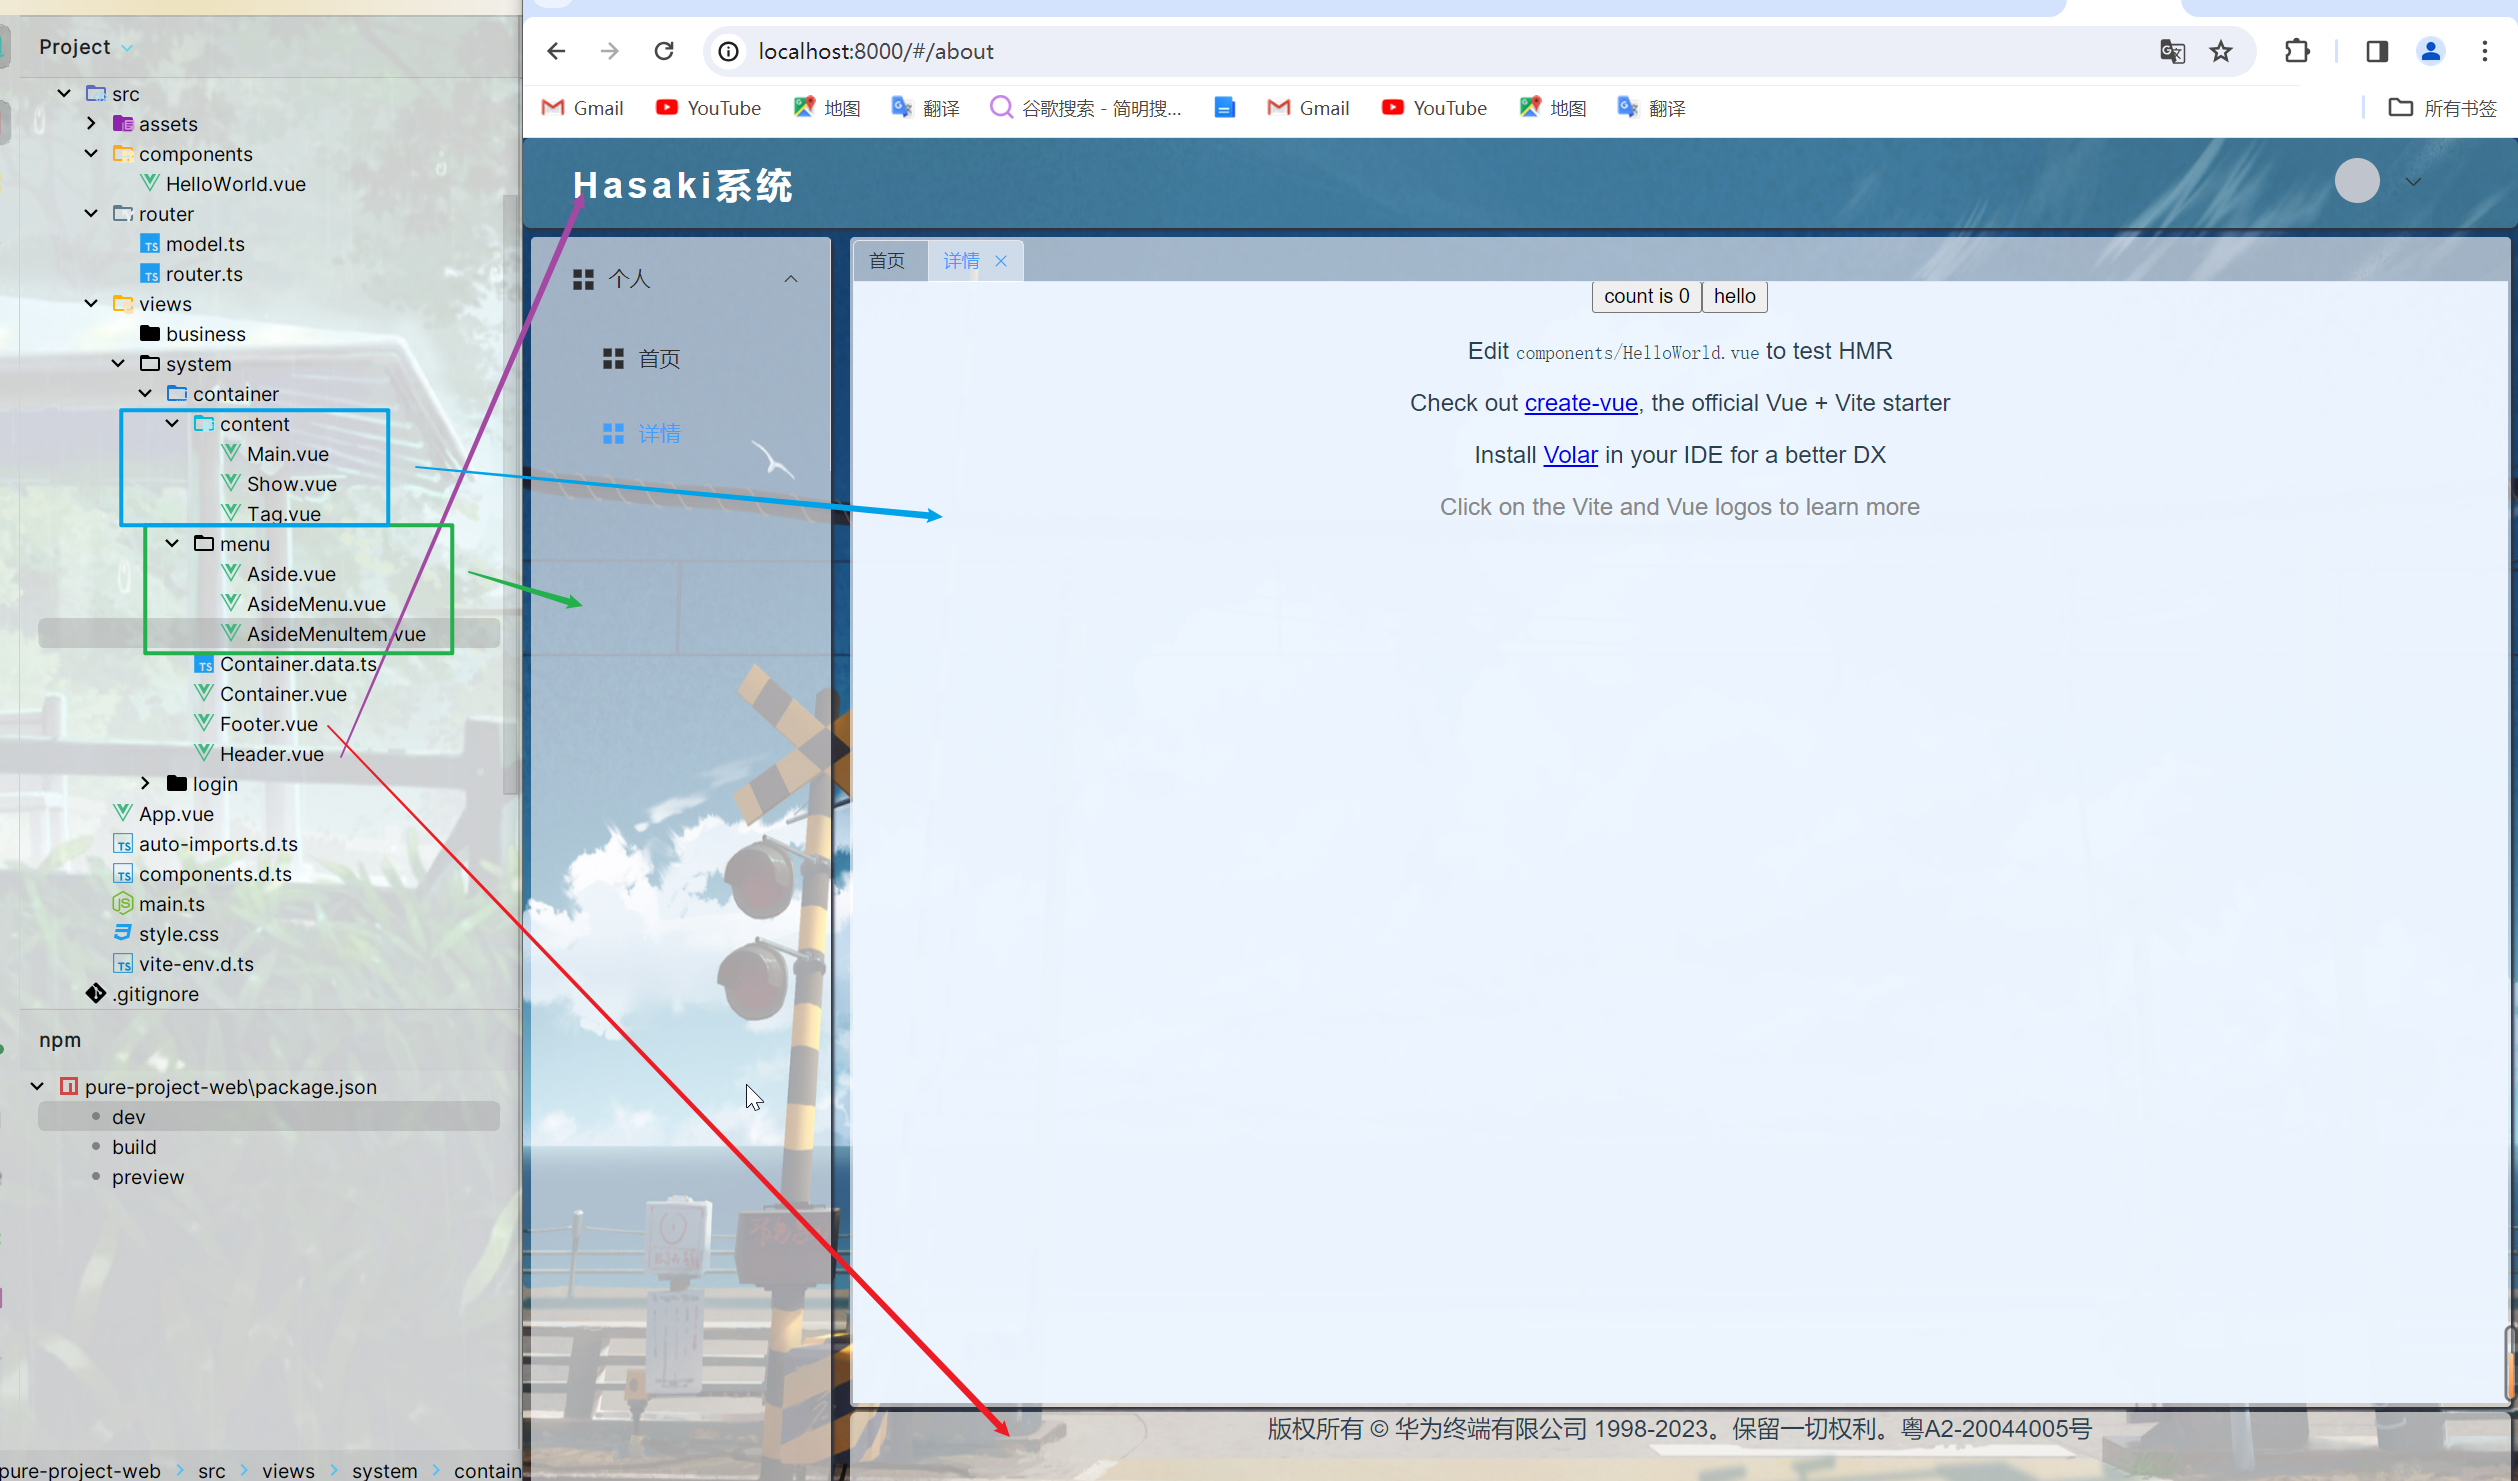 Project
src
assets
components
HelloWorld.vue
router
model.ts
router.ts
views
business
system
container
content
Main.vue
Show.vue
Tag.vue
menu
Aside.vue
AsideMenu.vue
AsideMenuItem.vue
Container.data.ts
Container.vue
Footer.vue
Header.vue
login
App.vue
auto-imports.d.ts
components.d.ts
main.ts
style.css
vite-env.d.ts
.gitignore
npm
pure-project-web\package.json
dev
build
preview
pure-project-web > src > views > system > contain
localhost:8000/#/about
Gmail YouTube 地图 翻译 谷歌搜索 - 简明搜... Gmail YouTube 地图 翻译 所有书签
Hasaki系统
个人
首页
详情
首页 详情
count is 0 hello
Edit components/HelloWorld.vue to test HMR
Check out create-vue, the official Vue + Vite starter
Install Volar in your IDE for a better DX
Click on the Vite and Vue logos to learn more
版权所有 © 华为终端有限公司 1998-2023。保留一切权利。粤A2-20044005号